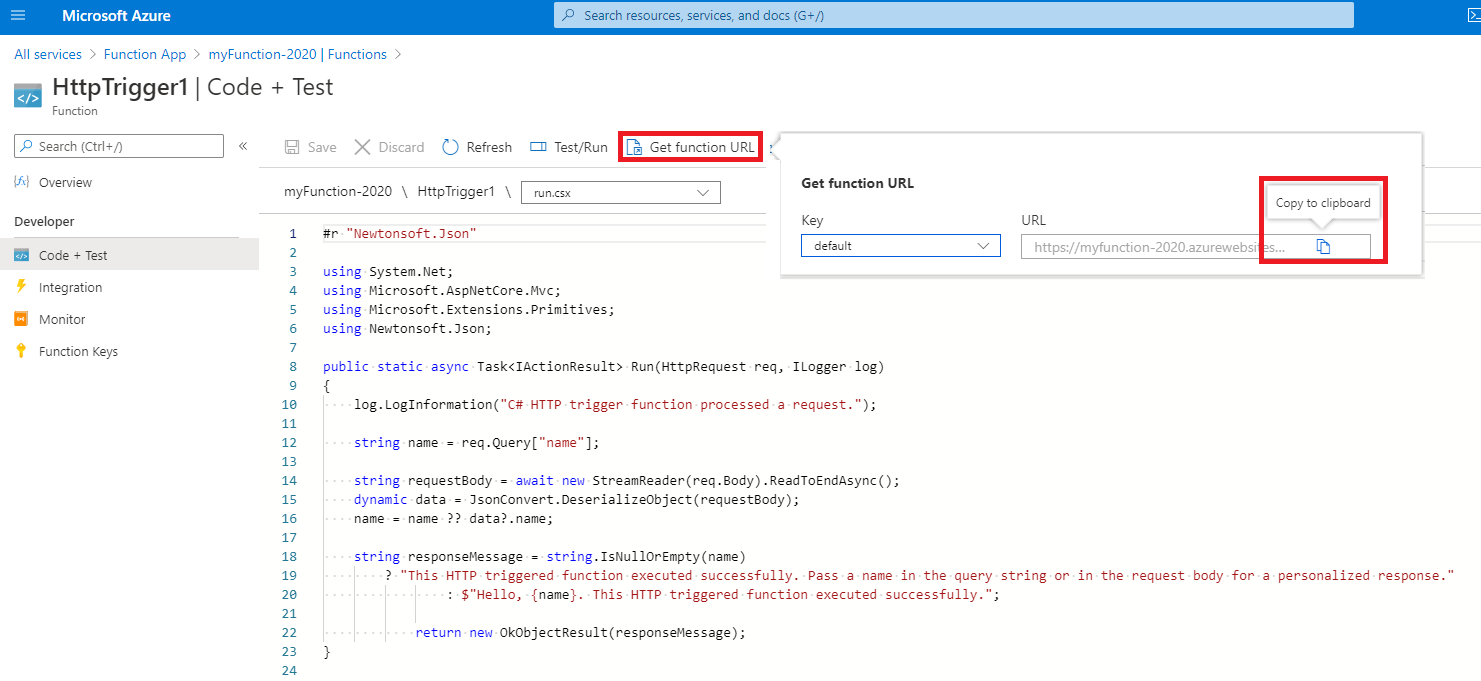 Microsoft Azure
Search resources, services, and docs (G+/)
All services > Function App > myFunction-2020 | Functions >
HttpTrigger1 | Code + Test
Function
Search (Ctrl+/)
«
Save
Discard
Refresh
Test/Run
Get function URL
Overview
Developer
Code + Test
Integration
Monitor
Function Keys
myFunction-2020 \ HttpTrigger1 \ run.csx
Get function URL
Key
URL
default
https://myfunction-2020.azurewebsites...
Copy to clipboard
1 #r "Newtonsoft.Json"
2
3 using System.Net;
4 using Microsoft.AspNetCore.Mvc;
5 using Microsoft.Extensions.Primitives;
6 using Newtonsoft.Json;
7
8 public static async Task<IActionResult> Run(HttpRequest req, ILogger log)
9 {
10 log.LogInformation("C# HTTP trigger function processed a request.");
11
12 string name = req.Query["name"];
13
14 string requestBody = await new StreamReader(req.Body).ReadToEndAsync();
15 dynamic data = JsonConvert.DeserializeObject(requestBody);
16 name = name ?? data?.name;
17
18 string responseMessage = string.IsNullOrEmpty(name)
19 ? "This HTTP triggered function executed successfully. Pass a name in the query string or in the request body for a personalized response."
20 : $"Hello, {name}. This HTTP triggered function executed successfully.";
21
22 return new OkObjectResult(responseMessage);
23 }
24